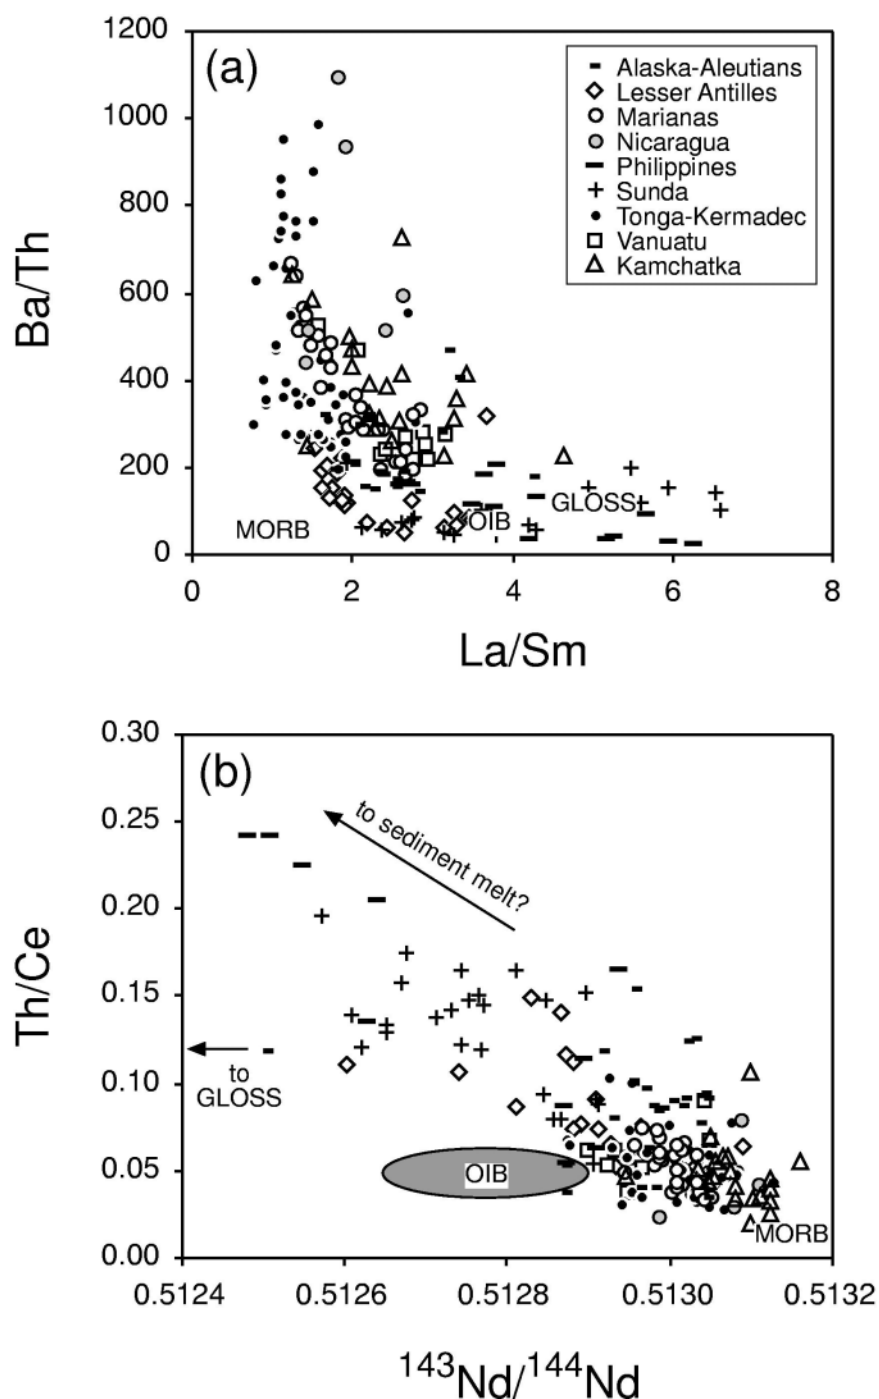 1200
(a)
Alaska-Aleutians
Lesser Antilles
Marianas
Nicaragua
Philippines
Sunda
Tonga-Kermadec
Vanuatu
Kamchatka
1000
800
600
400
200
0
Ba/Th
MORB
OIB
GLOSS
0 2 4 6 8
La/Sm
0.30
(b)
0.25
0.20
0.15
0.10
0.05
0.00
Th/Ce
to sediment melt?
to
GLOSS
OIB
MORB
0.5124 0.5126 0.5128 0.5130 0.5132
¹⁴³Nd/¹⁴⁴Nd